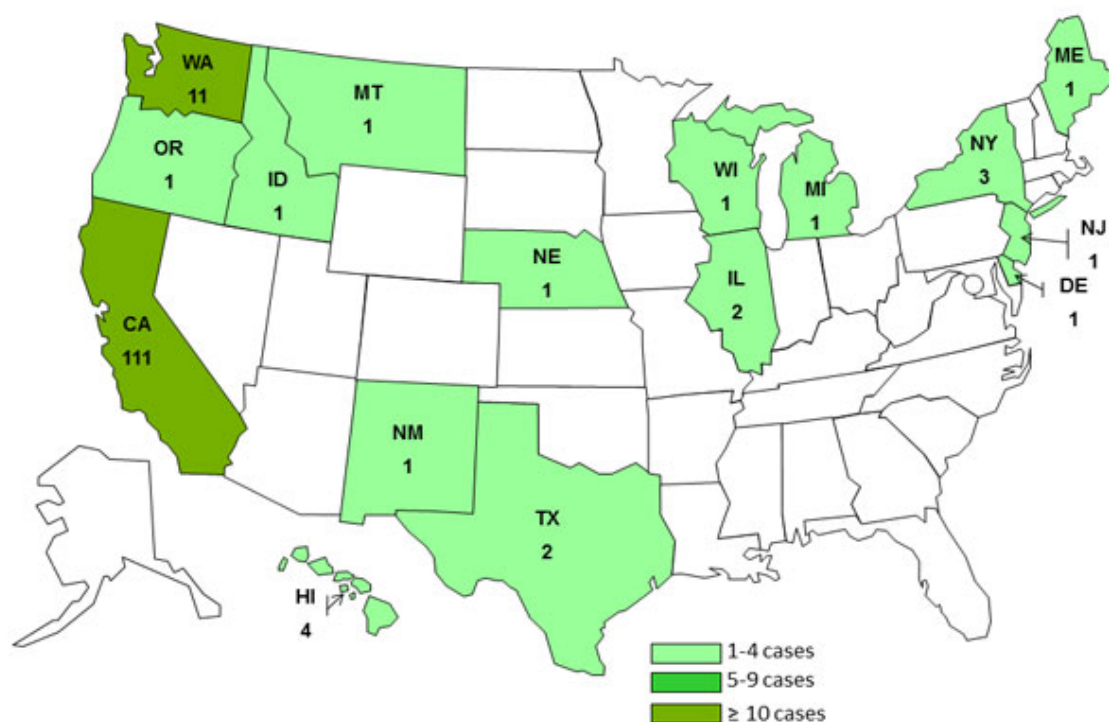 WA
11
MT
1
ME
1
OR
1
ID
1
WI
1
MI
1
NY
3
NJ
1
NE
1
IL
2
DE
1
CA
111
NM
1
TX
2
HI
4
1-4 cases
5-9 cases
≥ 10 cases